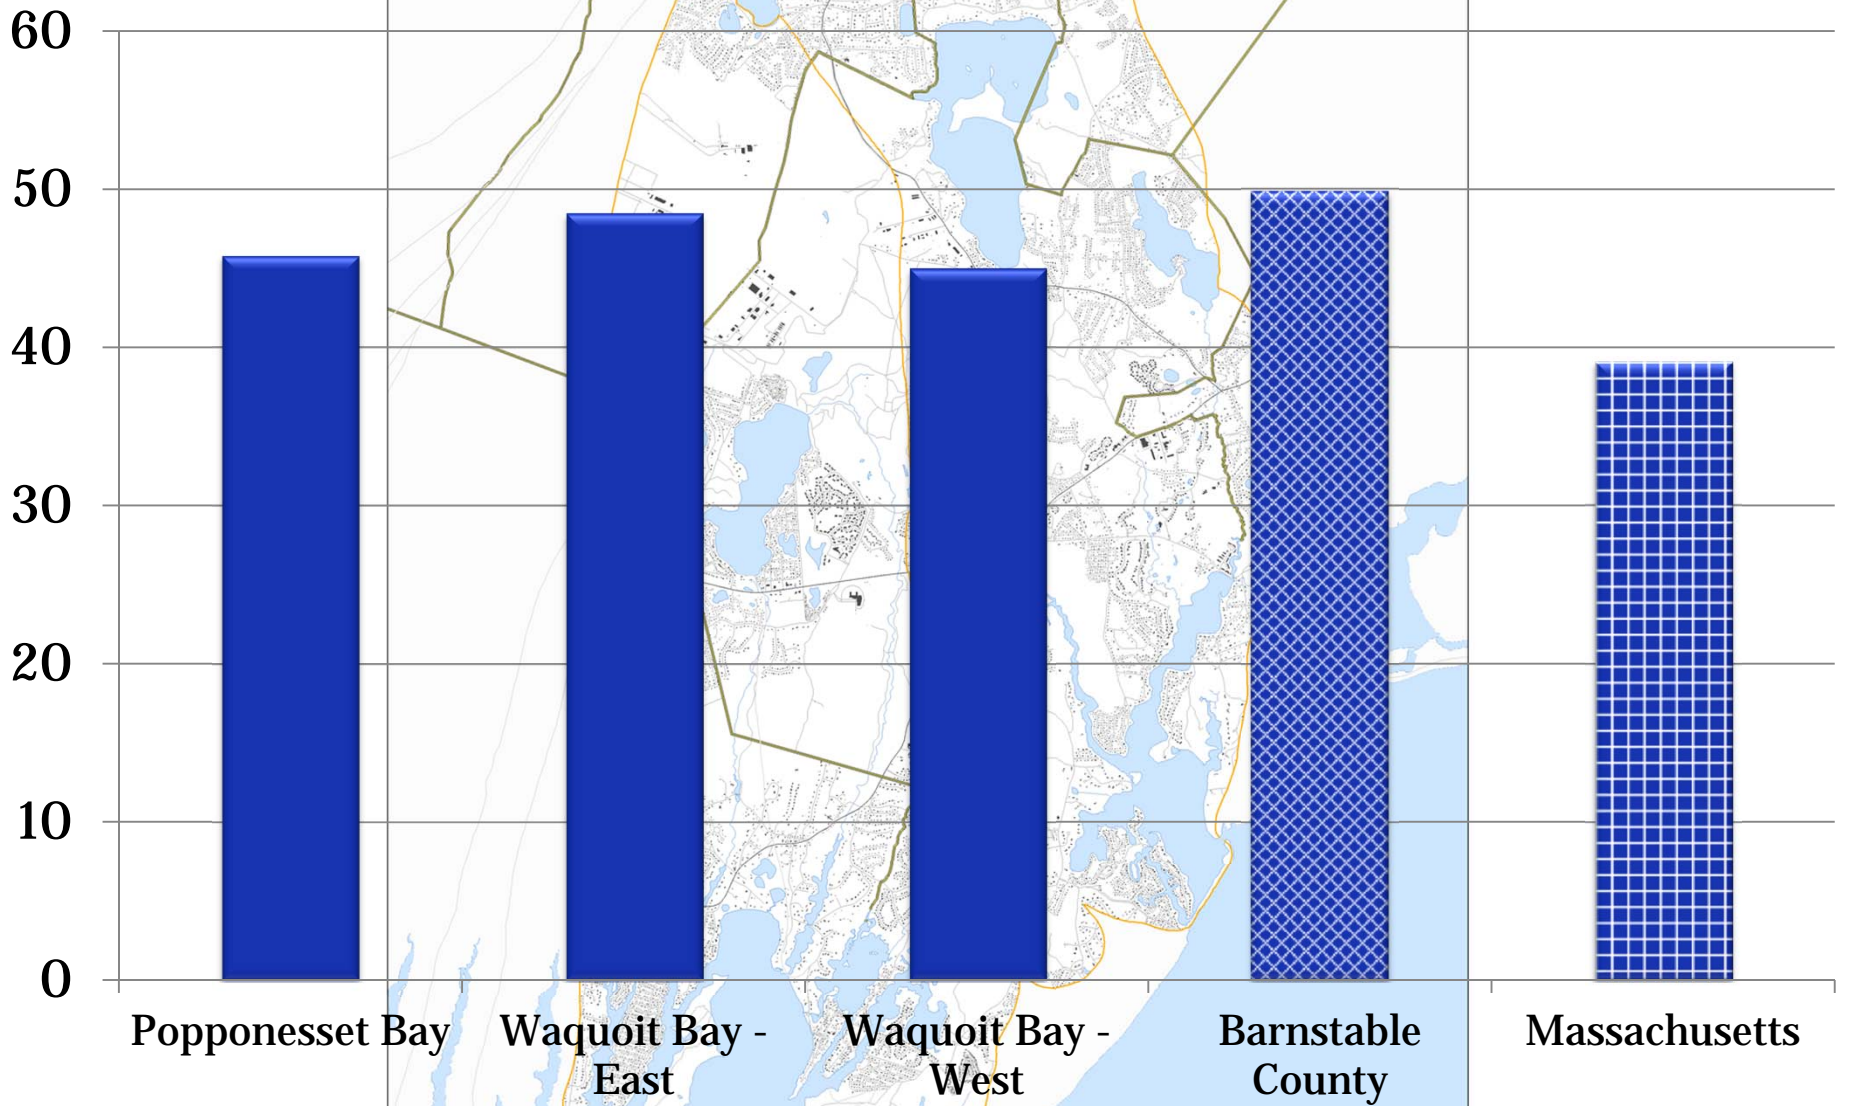 60
50
40
30
20
10
0
Popponesset Bay
Waquoit Bay -
East
Waquoit Bay -
West
Barnstable
County
Massachusetts